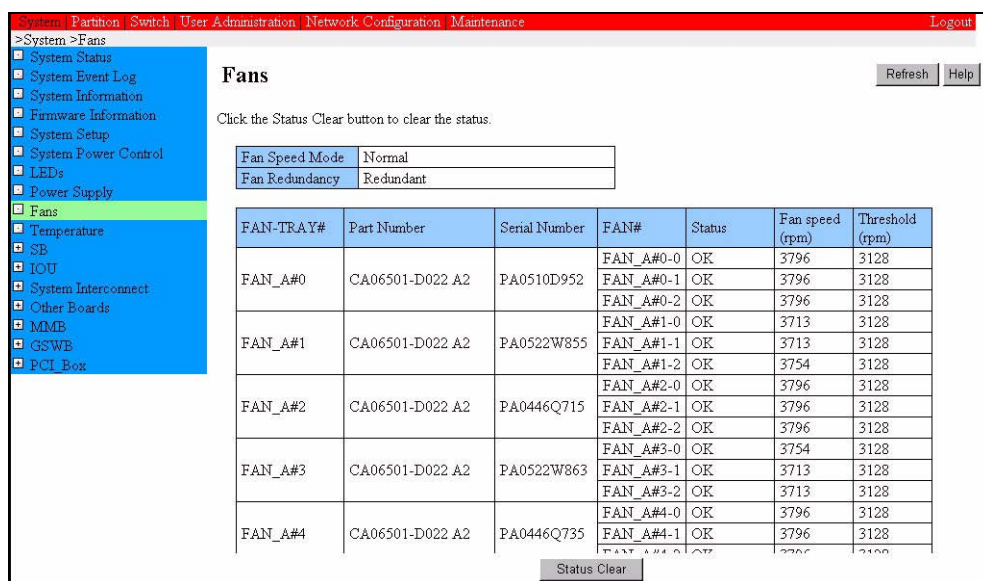 System | Partition | Switch | User Administration | Network Configuration | Maintenance Logout
>System >Fans
System Status
System Event Log
System Information
Firmware Information
System Setup
System Power Control
LEDs
Power Supply
Fans
Temperature
SB
IOU
System Interconnect
Other Boards
MMB
GSWB
PCI_Box
Fans
Refresh Help
Click the Status Clear button to clear the status.
Fan Speed Mode Normal
Fan Redundancy Redundant
FAN-TRAY# Part Number Serial Number FAN# Status Fan speed (rpm) Threshold (rpm)
FAN_A#0 CA06501-D022 A2 PA0510D952 FAN_A#0-0 OK 3796 3128
FAN_A#0-1 OK 3796 3128
FAN_A#0-2 OK 3796 3128
FAN_A#1 CA06501-D022 A2 PA0522W855 FAN_A#1-0 OK 3713 3128
FAN_A#1-1 OK 3713 3128
FAN_A#1-2 OK 3754 3128
FAN_A#2 CA06501-D022 A2 PA0446Q715 FAN_A#2-0 OK 3796 3128
FAN_A#2-1 OK 3796 3128
FAN_A#2-2 OK 3796 3128
FAN_A#3 CA06501-D022 A2 PA0522W863 FAN_A#3-0 OK 3754 3128
FAN_A#3-1 OK 3713 3128
FAN_A#3-2 OK 3713 3128
FAN_A#4 CA06501-D022 A2 PA0446Q735 FAN_A#4-0 OK 3796 3128
FAN_A#4-1 OK 3796 3128
Status Clear